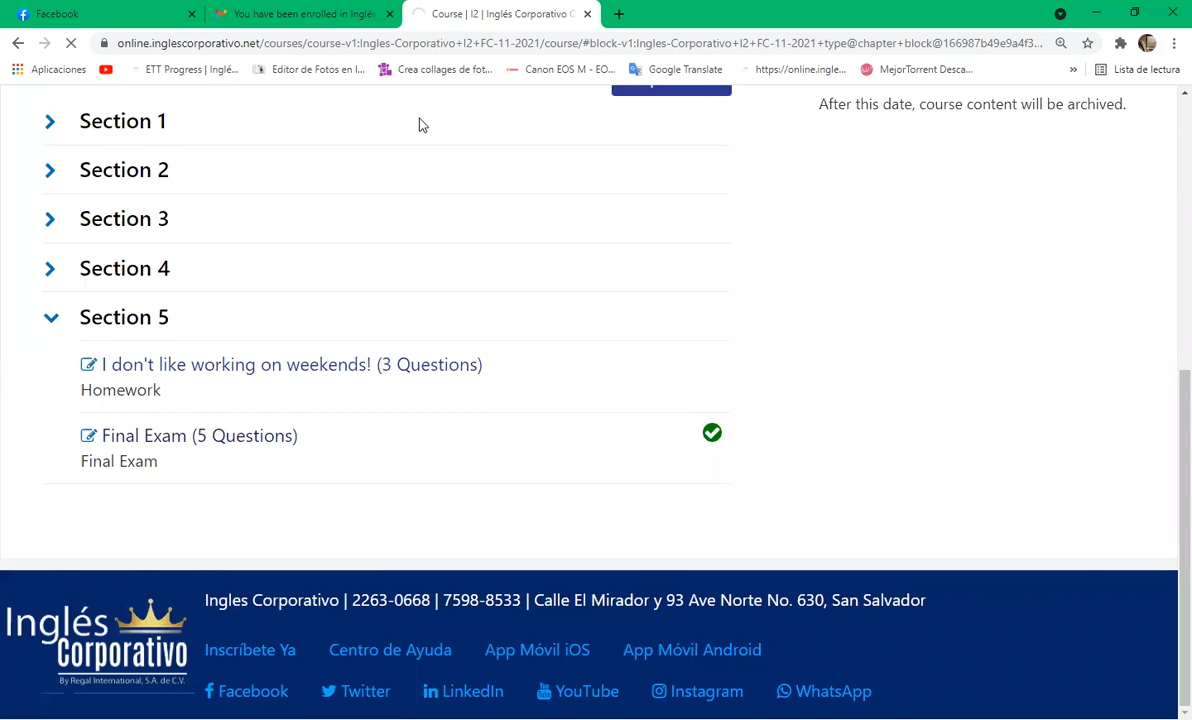 Facebook
You have been enrolled in Inglés
Course | I2 | Inglés Corporativo C
online.inglescorporativo.net/courses/course-v1:Ingles-Corporativo+I2+FC-11-2021/course/#block-v1:Ingles-Corporativo+I2+FC-11-2021+type@chapter+block@166987b49e9a4f3...
Aplicaciones
ETT Progress | Inglé...
Editor de Fotos en l...
Crea collages de fot...
Canon EOS M - EO...
Google Translate
https://online.ingle...
MejorTorrent Desca...
»
Lista de lectura
After this date, course content will be archived.
Section 1
Section 2
Section 3
Section 4
Section 5
I don't like working on weekends! (3 Questions)
Homework
Final Exam (5 Questions)
Final Exam
Inglés
Corporativo
By Regal International, S.A. de C.V.
Ingles Corporativo | 2263-0668 | 7598-8533 | Calle El Mirador y 93 Ave Norte No. 630, San Salvador
Inscríbete Ya
Centro de Ayuda
App Móvil iOS
App Móvil Android
Facebook
Twitter
LinkedIn
YouTube
Instagram
WhatsApp